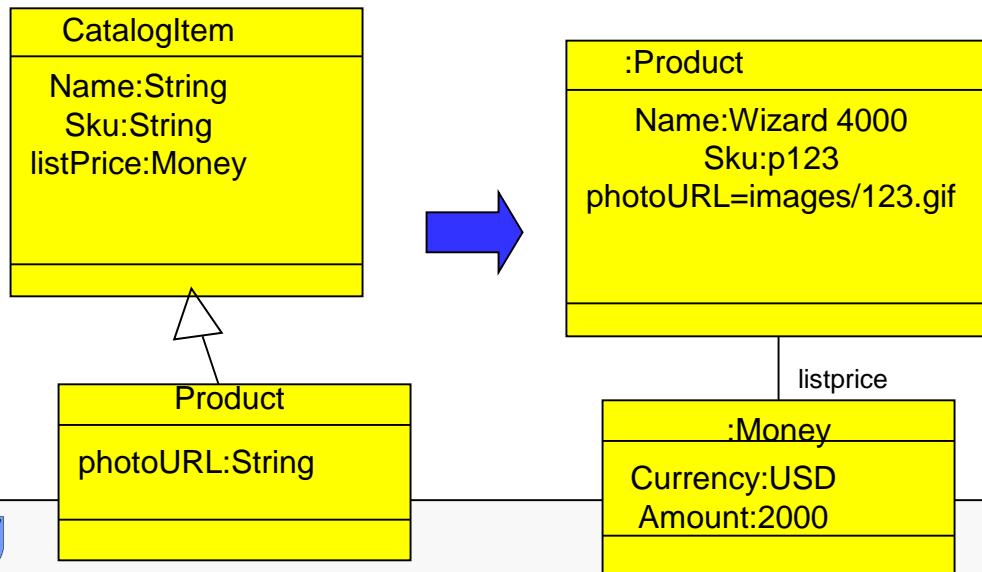 CatalogItem
Name:String
Sku:String
listPrice:Money
Product
photoURL:String
:Product
Name:Wizard 4000
Sku:p123
photoURL=images/123.gif
listprice
:Money
Currency:USD
Amount:2000